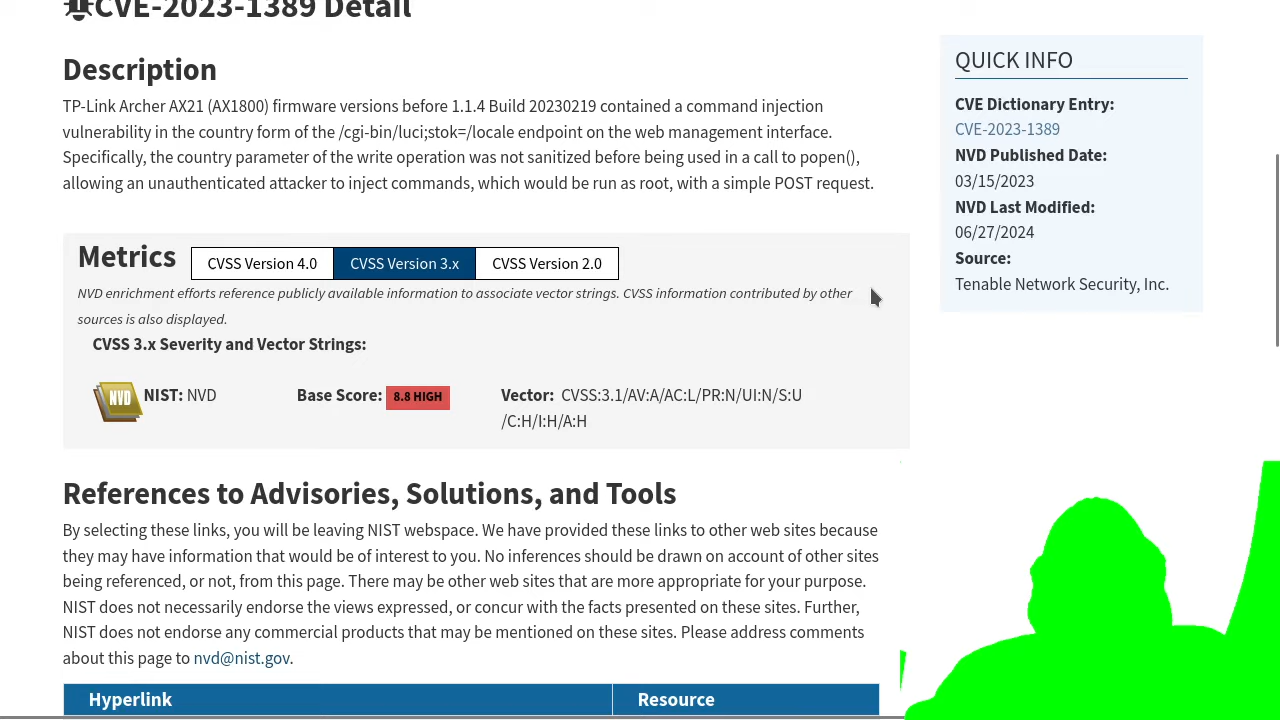 CVE-2023-1389 Detail
Description
TP-Link Archer AX21 (AX1800) firmware versions before 1.1.4 Build 20230219 contained a command injection
vulnerability in the country form of the /cgi-bin/luci;stok=/locale endpoint on the web management interface.
Specifically, the country parameter of the write operation was not sanitized before being used in a call to popen(),
allowing an unauthenticated attacker to inject commands, which would be run as root, with a simple POST request.
Metrics
CVSS Version 4.0 CVSS Version 3.x CVSS Version 2.0
NVD enrichment efforts reference publicly available information to associate vector strings. CVSS information contributed by other
sources is also displayed.
CVSS 3.x Severity and Vector Strings:
NVD NIST: NVD Base Score: 8.8 HIGH Vector: CVSS:3.1/AV:A/AC:L/PR:N/UI:N/S:U
/C:H/I:H/A:H
References to Advisories, Solutions, and Tools
By selecting these links, you will be leaving NIST webspace. We have provided these links to other web sites because
they may have information that would be of interest to you. No inferences should be drawn on account of other sites
being referenced, or not, from this page. There may be other web sites that are more appropriate for your purpose.
NIST does not necessarily endorse the views expressed, or concur with the facts presented on these sites. Further,
NIST does not endorse any commercial products that may be mentioned on these sites. Please address comments
about this page to nvd@nist.gov.
Hyperlink Resource
QUICK INFO
CVE Dictionary Entry:
CVE-2023-1389
NVD Published Date:
03/15/2023
NVD Last Modified:
06/27/2024
Source:
Tenable Network Security, Inc.